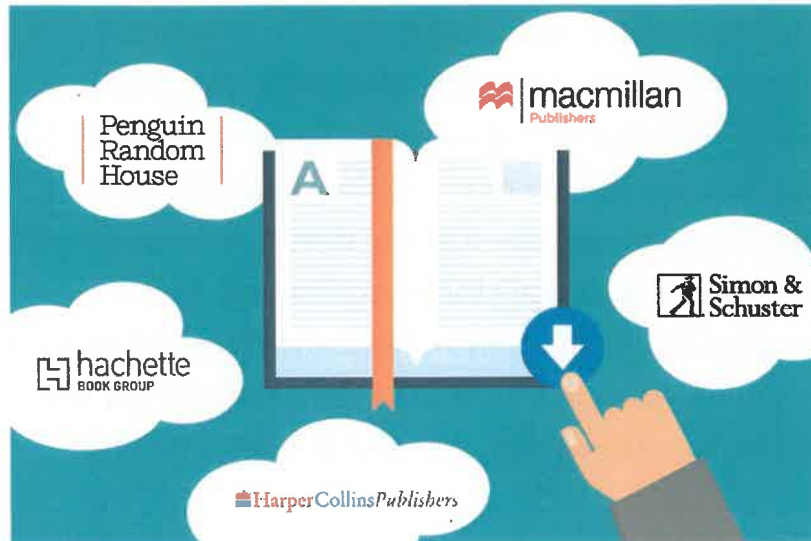 Penguin
Random
House
macmillan
Publishers
A
Simon &
Schuster
hachette
BOOK GROUP
HarperCollinsPublishers